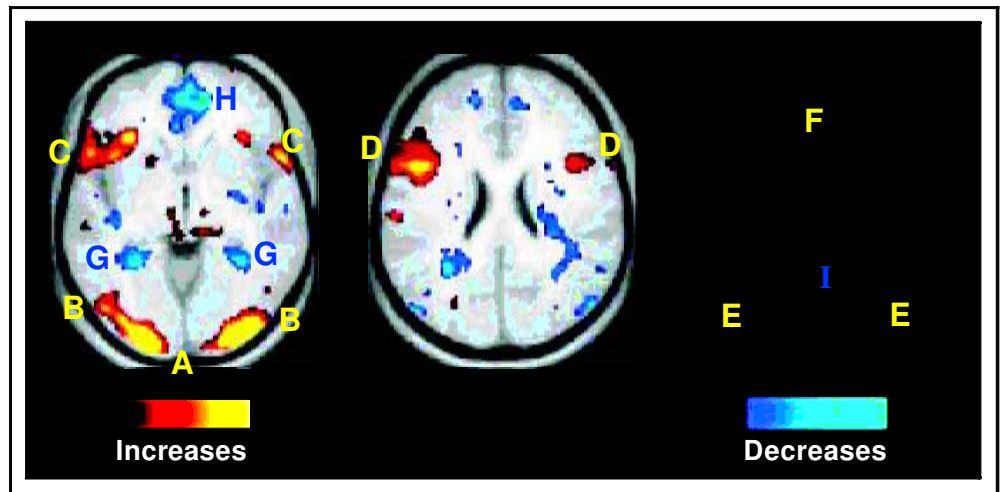 H
F
C C D D
G G I
B B E E
A
Increases Decreases